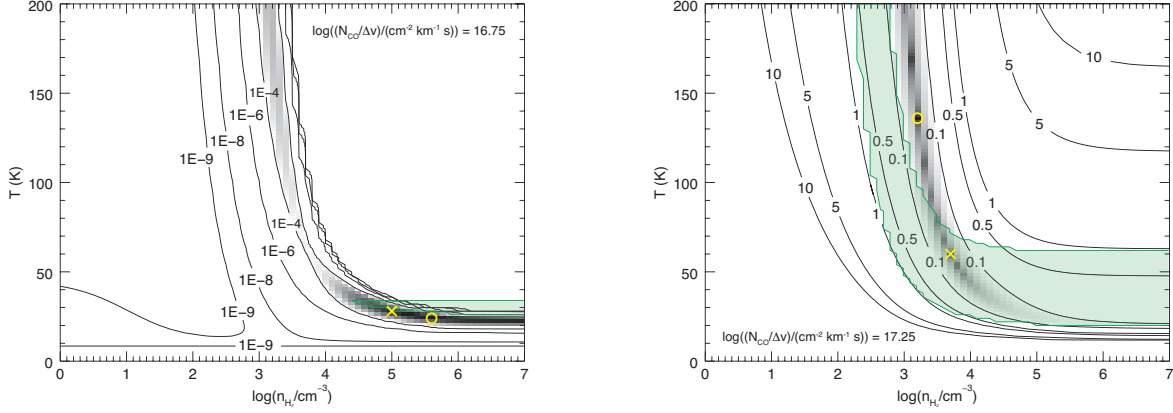 200
150
100
50
0
T (K)
log((N_CO/Δv)/(cm⁻² km⁻¹ s)) = 16.75
1E−4
1E−6
1E−8
1E−9
1E−9
1E−4
1E−6
1E−8
1E−9
1E−9
0 1 2 3 4 5 6 7
log(n_H₂/cm⁻³)
200
150
100
50
0
T (K)
10
5
1
0.5
0.1
0.1
0.5
1
10
5
10
5
1
0.5
0.1
0.1
0.5
1
log((N_CO/Δv)/(cm⁻² km⁻¹ s)) = 17.25
0 1 2 3 4 5 6 7
log(n_H₂/cm⁻³)